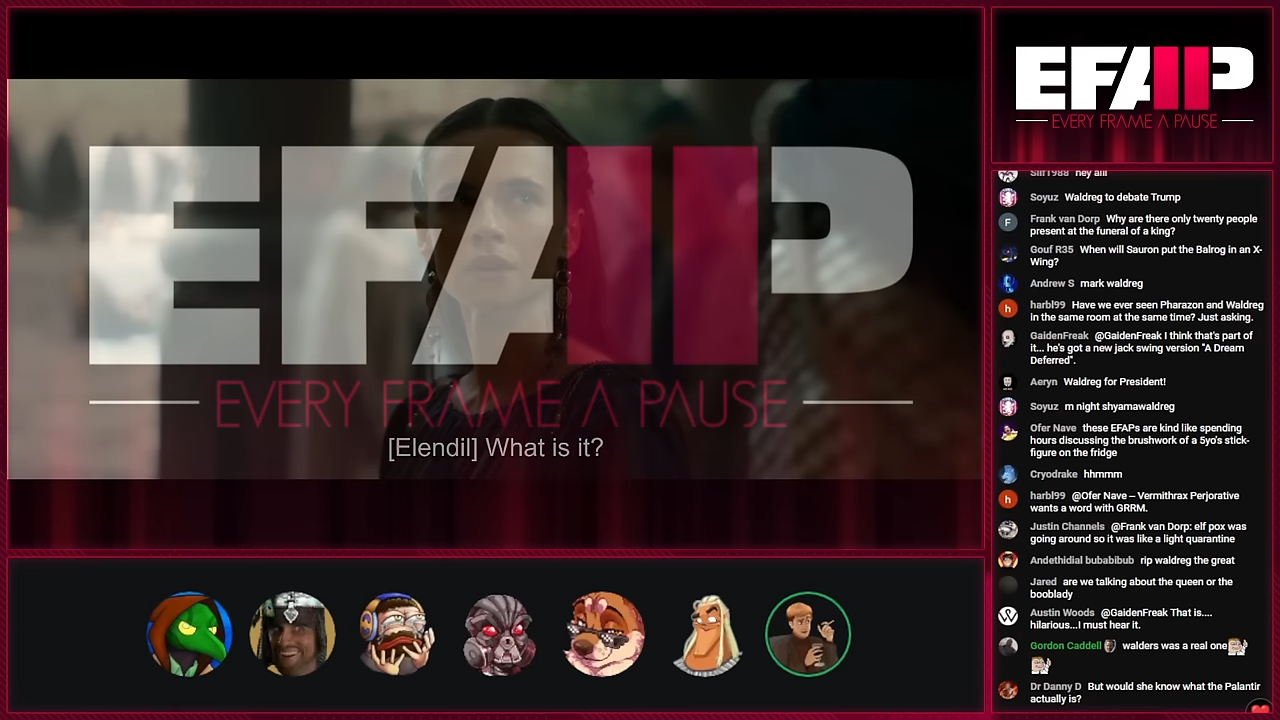 EFAP
EVERY FRAME A PAUSE
[Elendil] What is it?
EFAP
EVERY FRAME A PAUSE
hey alll
Soyuz Waldreg to debate Trump
F
Frank van Dorp Why are there only twenty people
present at the funeral of a king?
Gouf R35 When will Sauron put the Balrog in an X-
Wing?
Andrew S mark waldreg
h
harbl99 Have we ever seen Pharazon and Waldreg
in the same room at the same time? Just asking.
GaidenFreak @GaidenFreak I think that's part of
it... he's got a new jack swing version "A Dream
Deferred".
Aeryn Waldreg for President!
Soyuz m night shyamawaldreg
Ofer Nave these EFAPs are kind like spending
hours discussing the brushwork of a 5yo's stick-
figure on the fridge
Cryodrake hhmmm
h
harbl99 @Ofer Nave – Vermithrax Perjorative
wants a word with GRRM.
Justin Channels @Frank van Dorp: elf pox was
going around so it was like a light quarantine
Andethidial bubabibub rip waldreg the great
Jared are we talking about the queen or the
booblady
W
Austin Woods @GaidenFreak That is....
hilarious...I must hear it.
Gordon Caddell walders was a real one
Dr Danny D But would she know what the Palantir
actually is?